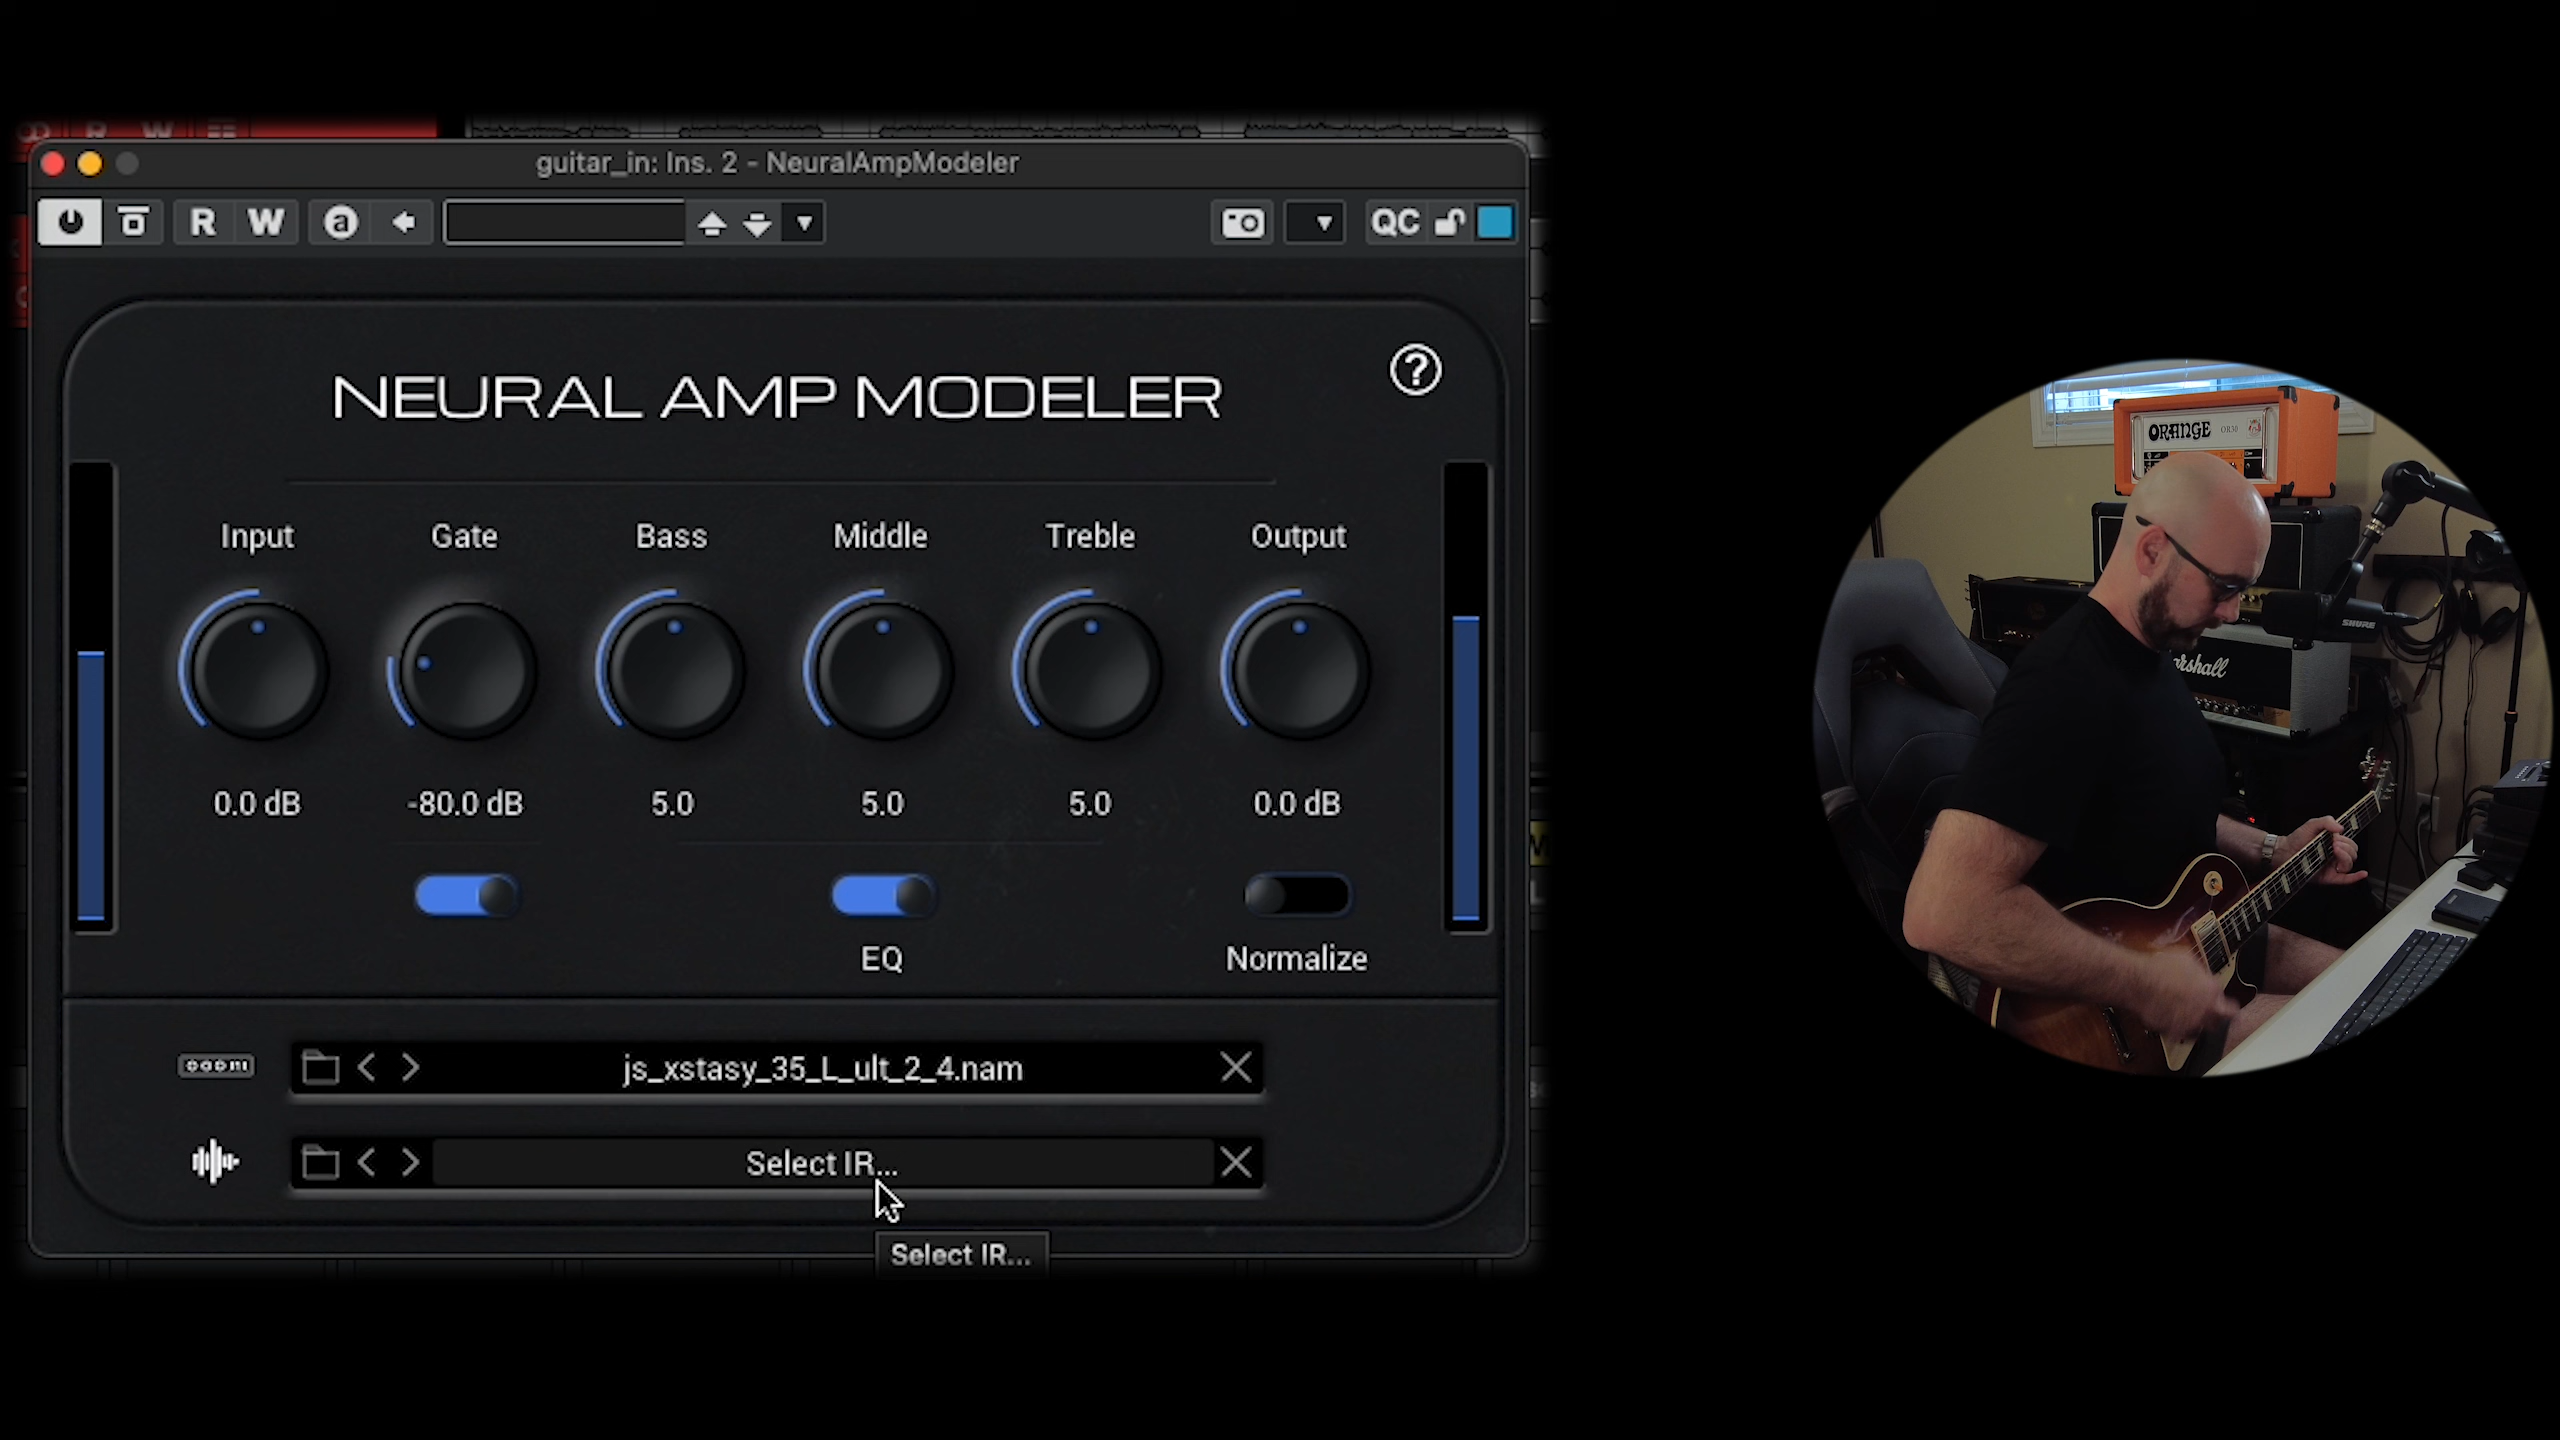 R W
guitar_in: Ins. 2 - NeuralAmpModeler
R W a QC
NEURAL AMP MODELER
?
Input Gate Bass Middle Treble Output
0.0 dB -80.0 dB 5.0 5.0 5.0 0.0 dB
EQ Normalize
js_xstasy_35_L_ult_2_4.nam
Select IR...
Select IR...
ORANGE OR30
SHURE
Marshall